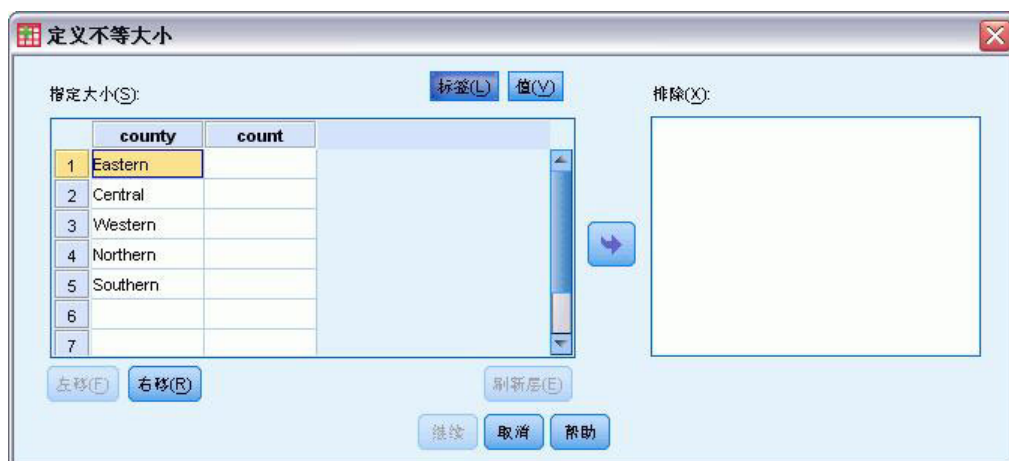 定义不等大小
指定大小(S):
标签(L) 值(V)
排除(X):
county count
1 Eastern
2 Central
3 Western
4 Northern
5 Southern
6
7
左移(F) 右移(R) 刷新层(E)
继续 取消 帮助